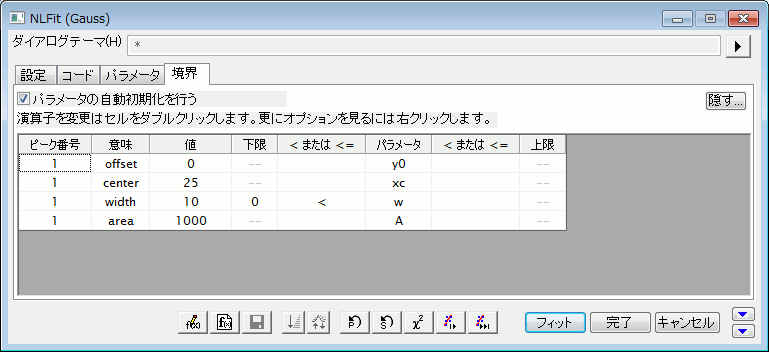 NLFit (Gauss)
ダイアログテーマ(H) *
設定 コード パラメータ 境界
パラメータの自動初期化を行う
隠す...
演算子を変更はセルをダブルクリックします。更にオプションを見るには右クリックします。
ピーク番号 意味 値 下限 < または <= パラメータ < または <= 上限
1 offset 0 -- y0 --
1 center 25 -- xc --
1 width 10 0 < w --
1 area 1000 -- A --
f(x) f(x) P S χ² フィット 完了 キャンセル